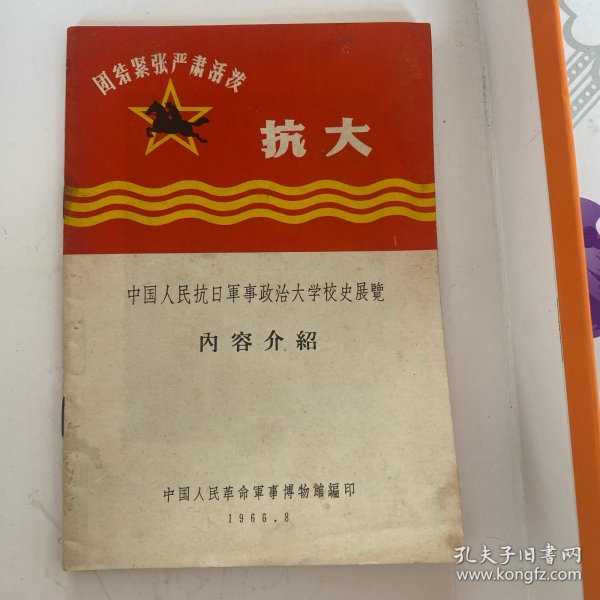 团结紧张严肃活泼
抗大
中国人民抗日軍事政治大学校史展覽
內容介紹
中国人民革命軍事博物館編印
1966.8
孔夫子旧书网
www.kongfz.com